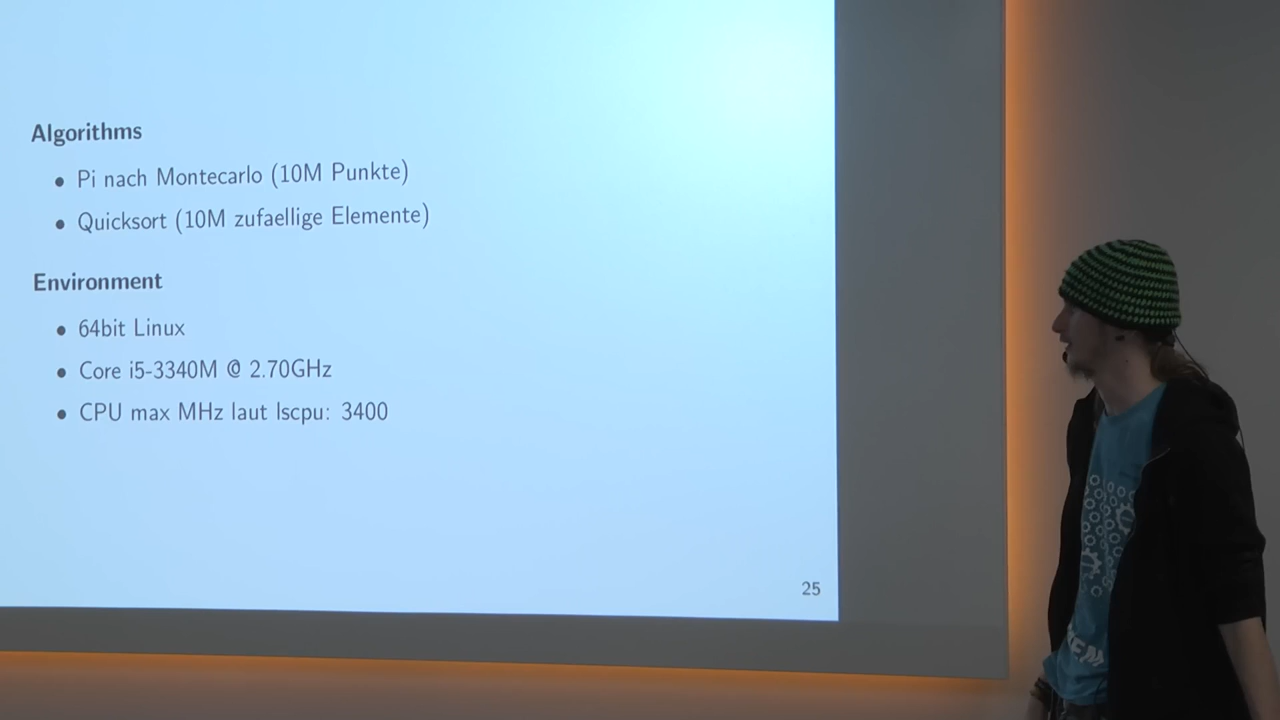 Algorithms
• Pi nach Montecarlo (10M Punkte)
• Quicksort (10M zufaellige Elemente)
Environment
• 64bit Linux
• Core i5-3340M @ 2.70GHz
• CPU max MHz laut lscpu: 3400
25